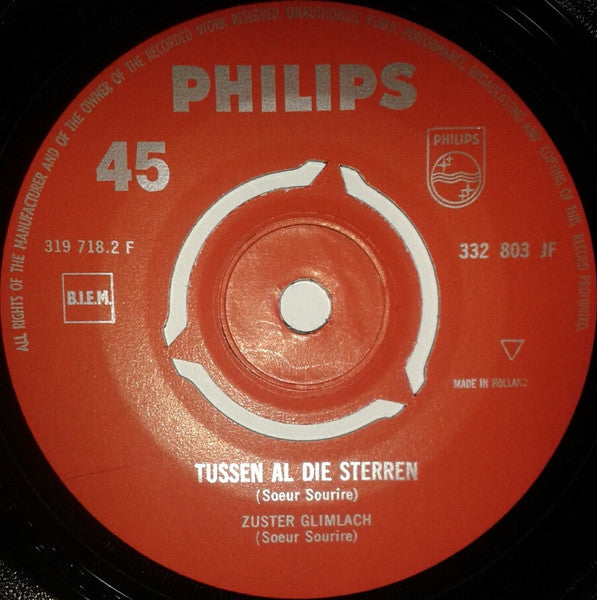 ALL RIGHTS OF THE MANUFACTURER AND OF THE OWNER OF THE RECORDED WORK RESERVED. UNAUTHORISED PUBLIC PERFORMANCE, BROADCASTING AND COPYING OF THIS RECORD PROHIBITED.
PHILIPS
45
PHILIPS
319 718.2 F
332 803 JF
B.I.E.M.
MADE IN HOLLAND
TUSSEN AL DIE STERREN
(Soeur Sourire)
ZUSTER GLIMLACH
(Soeur Sourire)